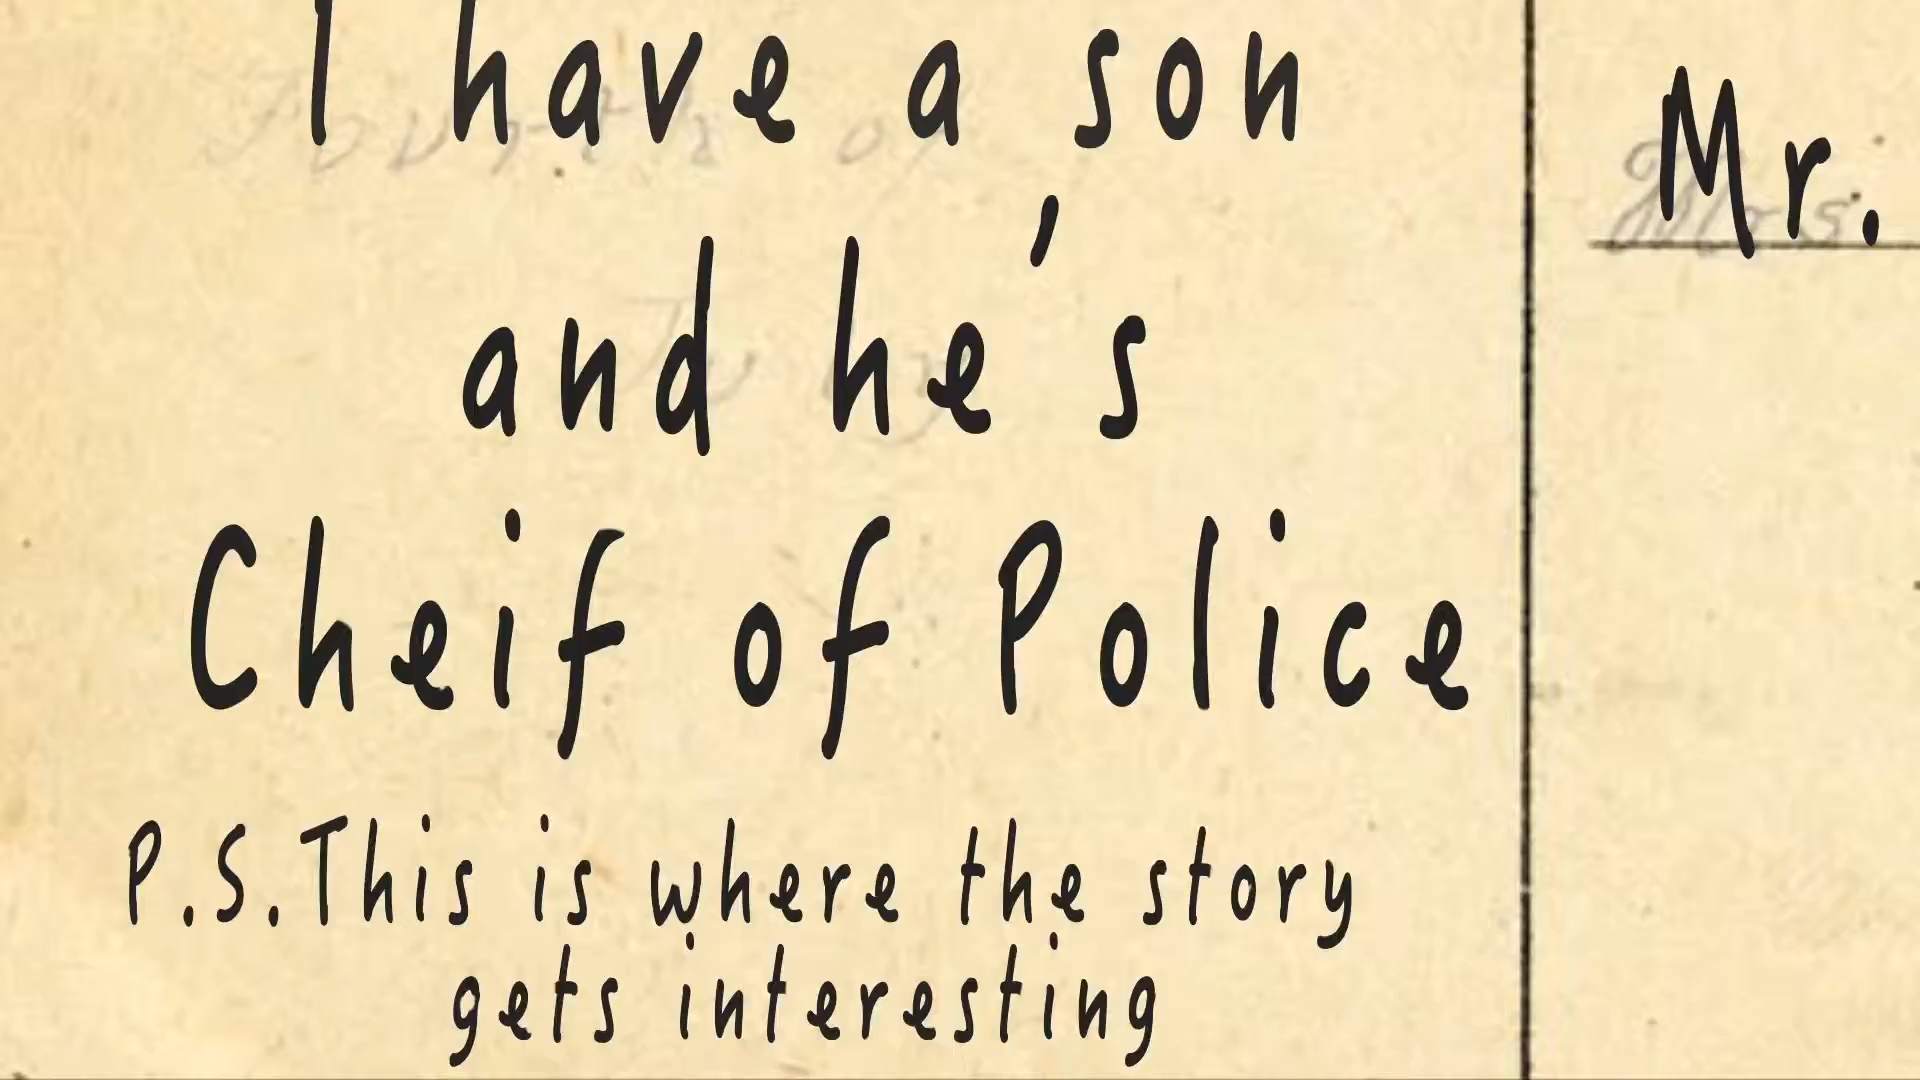 I have a son
and he's
Cheif of Police
P.S.This is where the story
gets interesting
Mr.